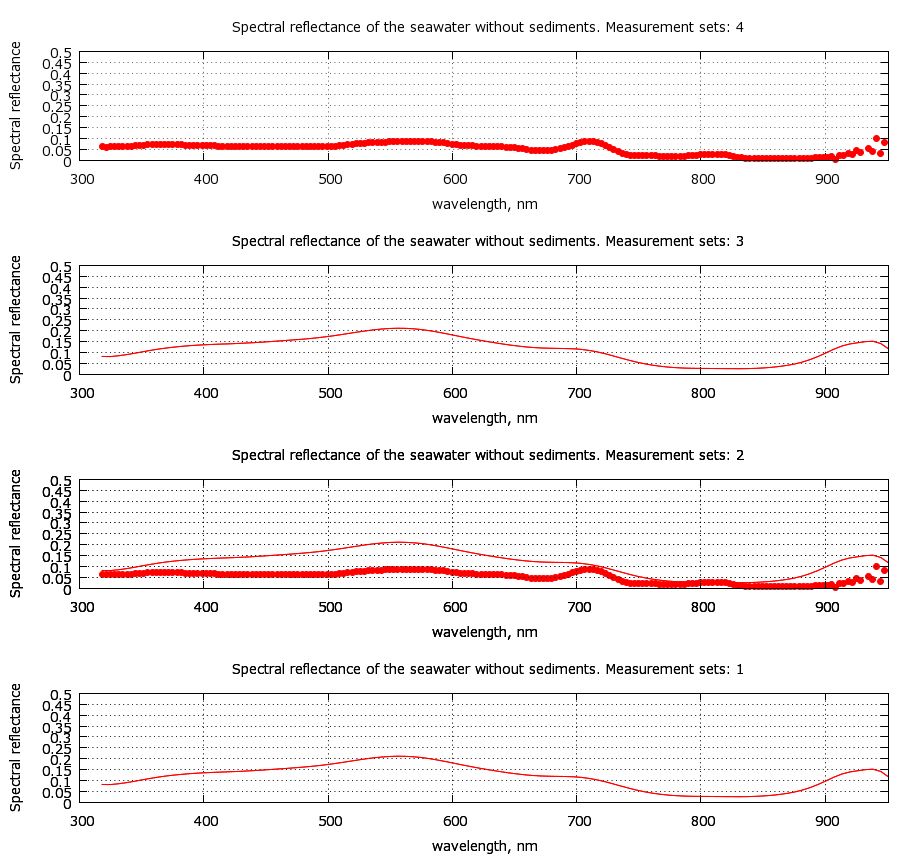 Spectral reflectance of the seawater without sediments. Measurement sets: 4
Spectral reflectance
0.5
0.45
0.4
0.35
0.3
0.25
0.2
0.15
0.1
0.05
0
300 400 500 600 700 800 900
wavelength, nm
Spectral reflectance of the seawater without sediments. Measurement sets: 3
Spectral reflectance
0.5
0.45
0.4
0.35
0.3
0.25
0.2
0.15
0.1
0.05
0
300 400 500 600 700 800 900
wavelength, nm
Spectral reflectance of the seawater without sediments. Measurement sets: 2
Spectral reflectance
0.5
0.45
0.4
0.35
0.3
0.25
0.2
0.15
0.1
0.05
0
300 400 500 600 700 800 900
wavelength, nm
Spectral reflectance of the seawater without sediments. Measurement sets: 1
Spectral reflectance
0.5
0.45
0.4
0.35
0.3
0.25
0.2
0.15
0.1
0.05
0
300 400 500 600 700 800 900
wavelength, nm